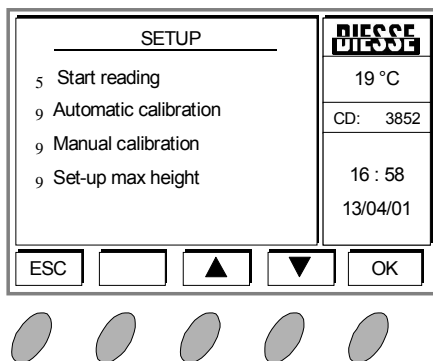 SETUP
5 Start reading
9 Automatic calibration
9 Manual calibration
9 Set-up max height
DIESSE
19 °C
CD: 3852
16 : 58
13/04/01
ESC ▲ ▼ OK